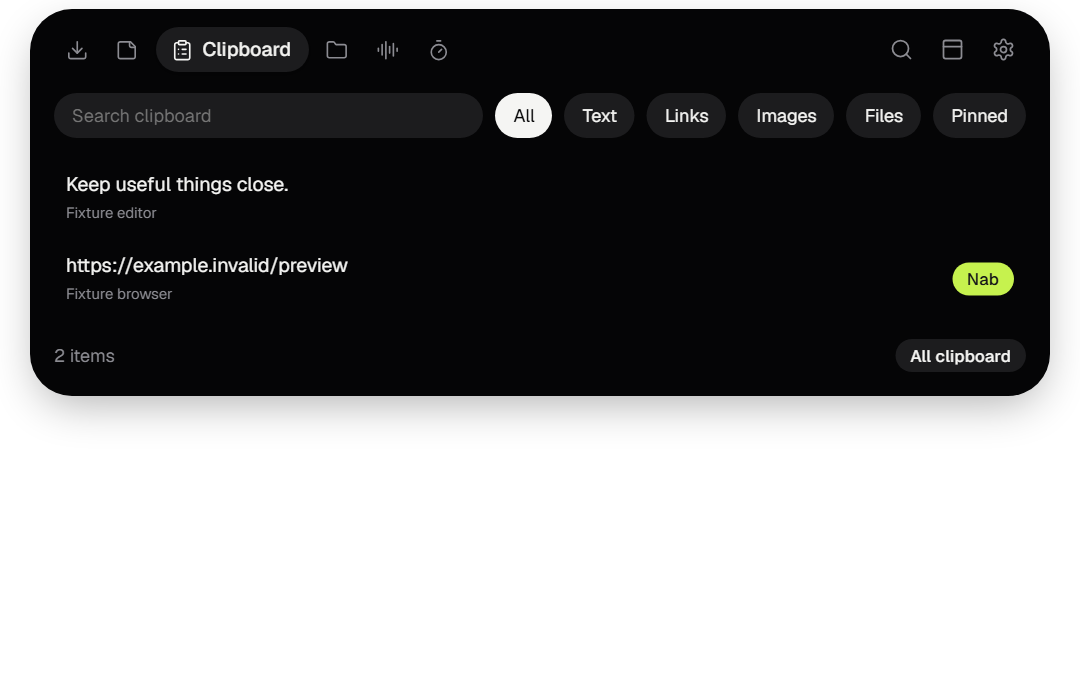 Clipboard
Search clipboard
All
Text
Links
Images
Files
Pinned
Keep useful things close.
Fixture editor
https://example.invalid/preview
Fixture browser
Nab
2 items
All clipboard